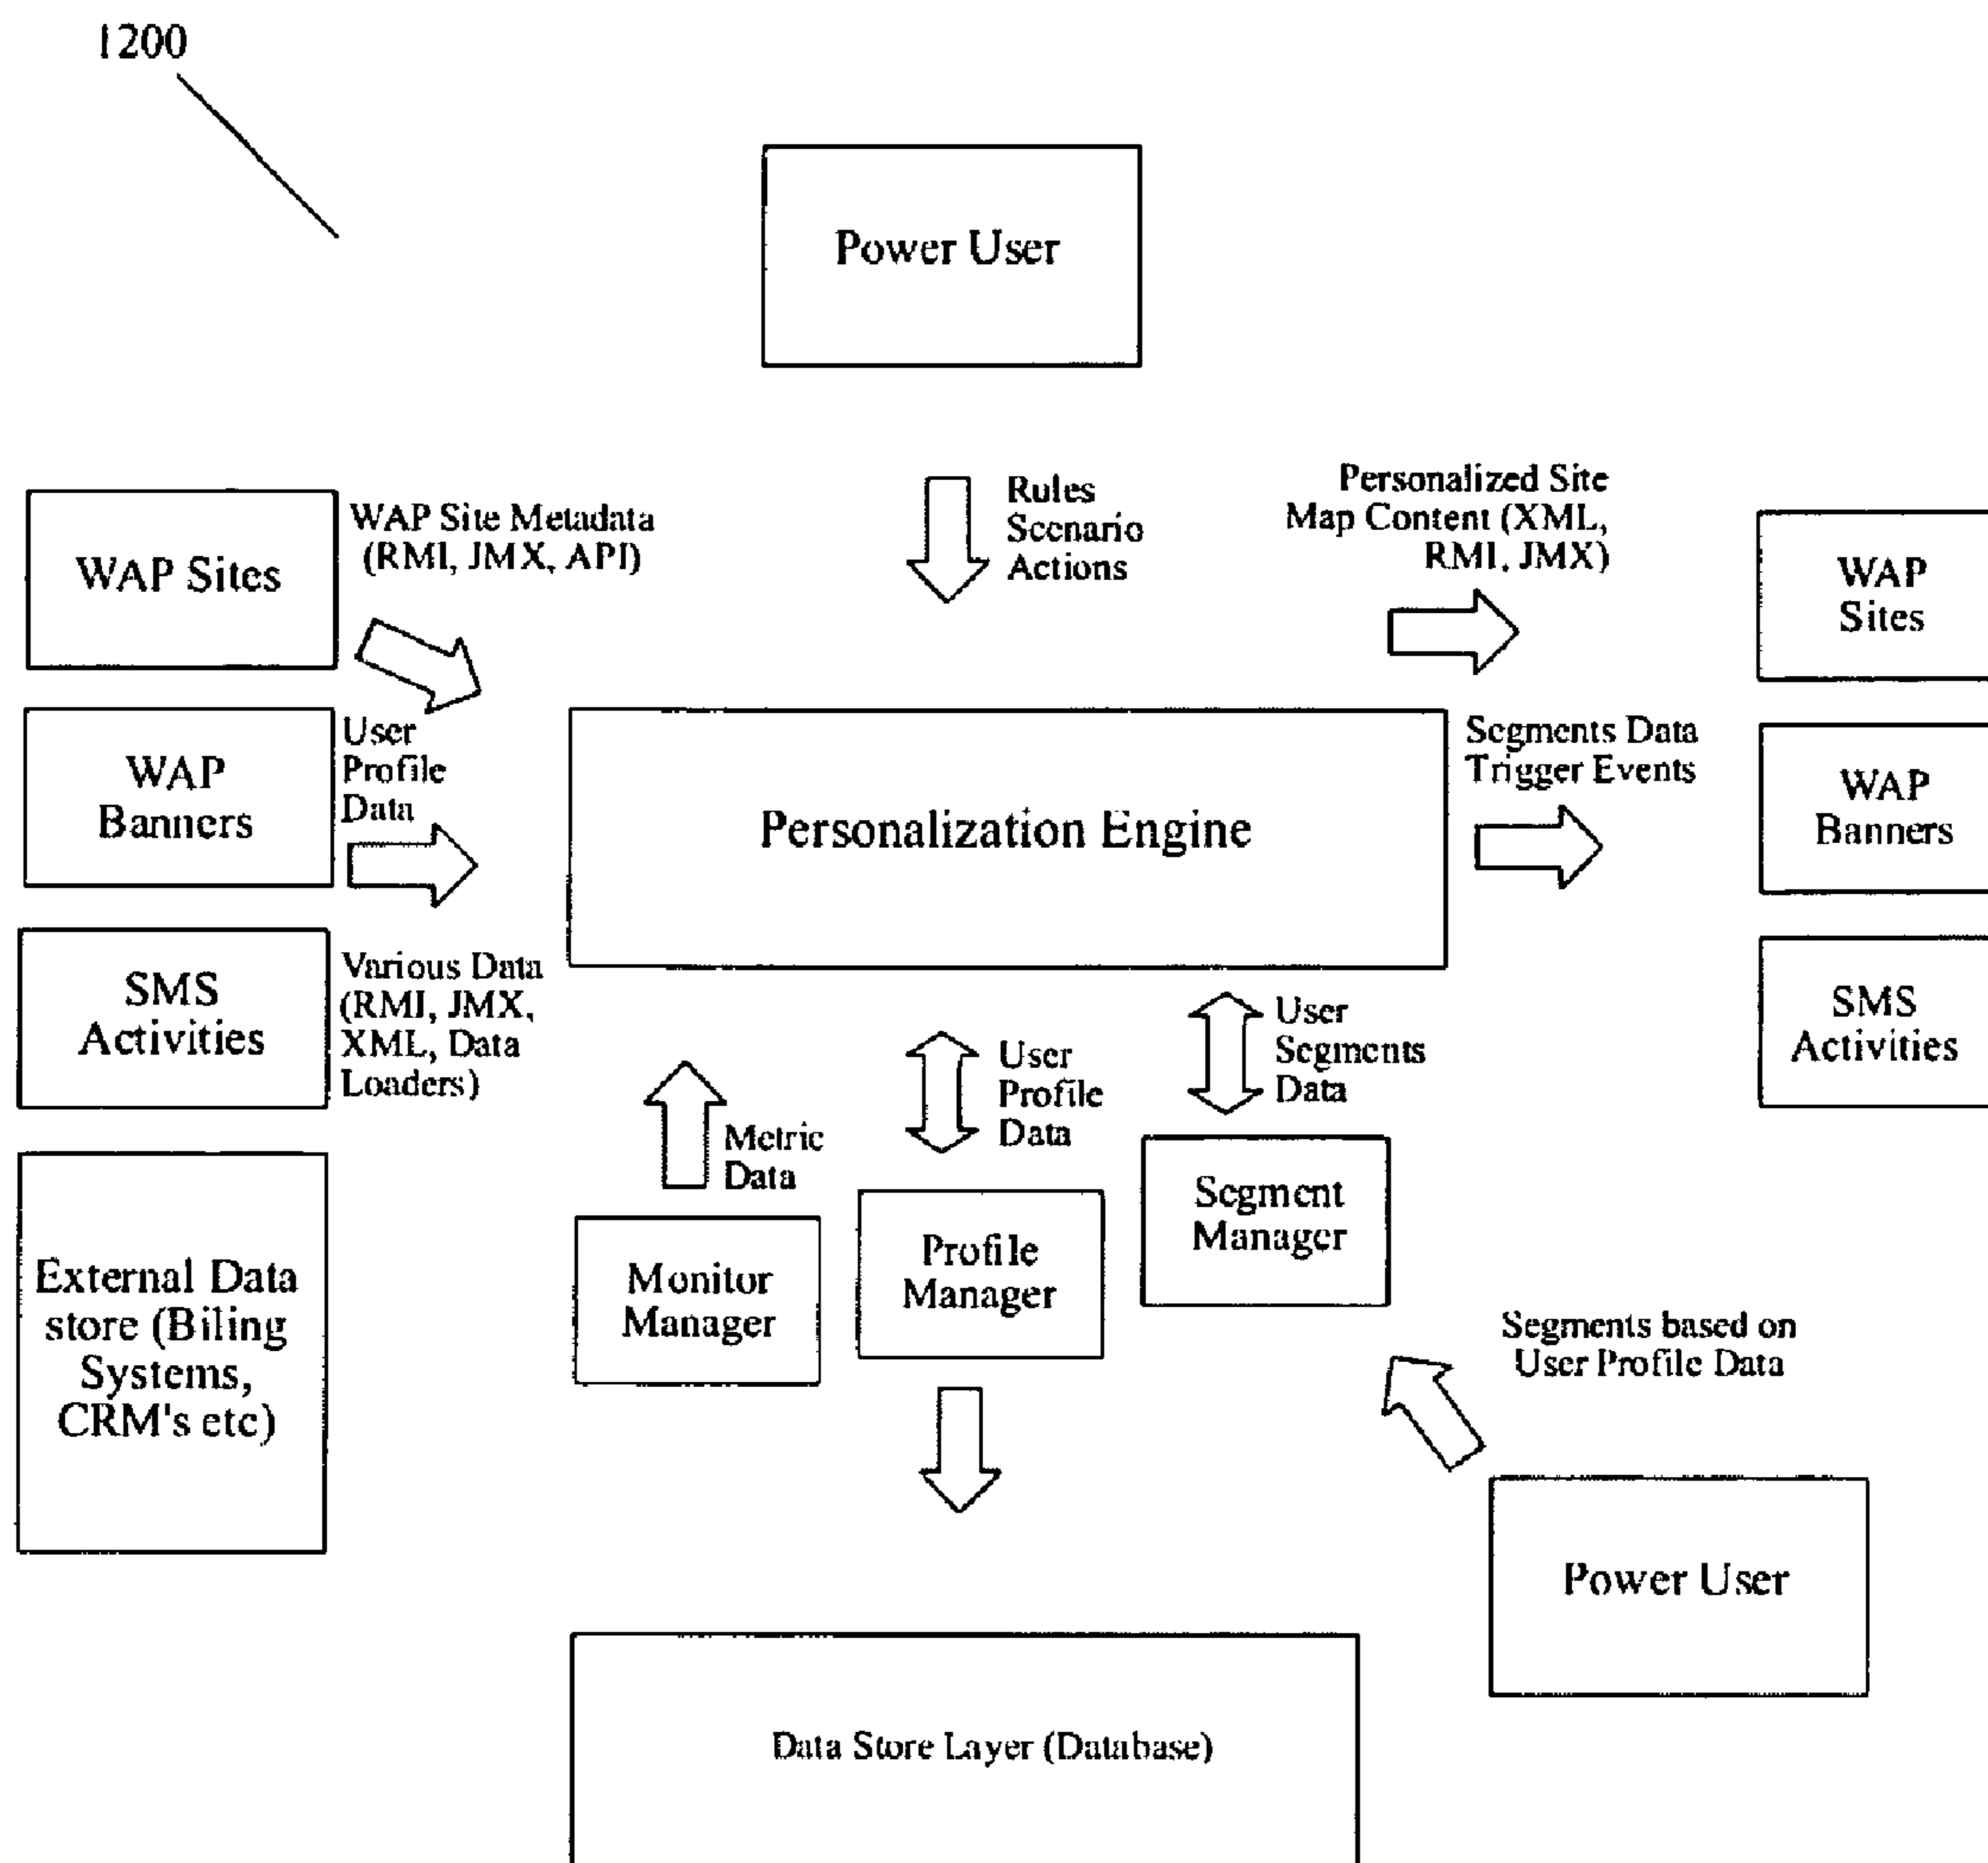 1200
Power User
WAP Sites
WAP Site Metadata
(RMI, JMX, API)
Rules
Scenario
Actions
Personalized Site
Map Content (XML,
RMI, JMX)
WAP
Sites
WAP
Banners
User
Profile
Data
Personalization Engine
Segments Data
Trigger Events
WAP
Banners
SMS
Activities
Various Data
(RMI, JMX,
XML, Data
Loaders)
Metric
Data
User
Profile
Data
User
Segments
Data
SMS
Activities
External Data
store (Biling
Systems,
CRM's etc)
Monitor
Manager
Profile
Manager
Segment
Manager
Segments based on
User Profile Data
Power User
Data Store Layer (Database)